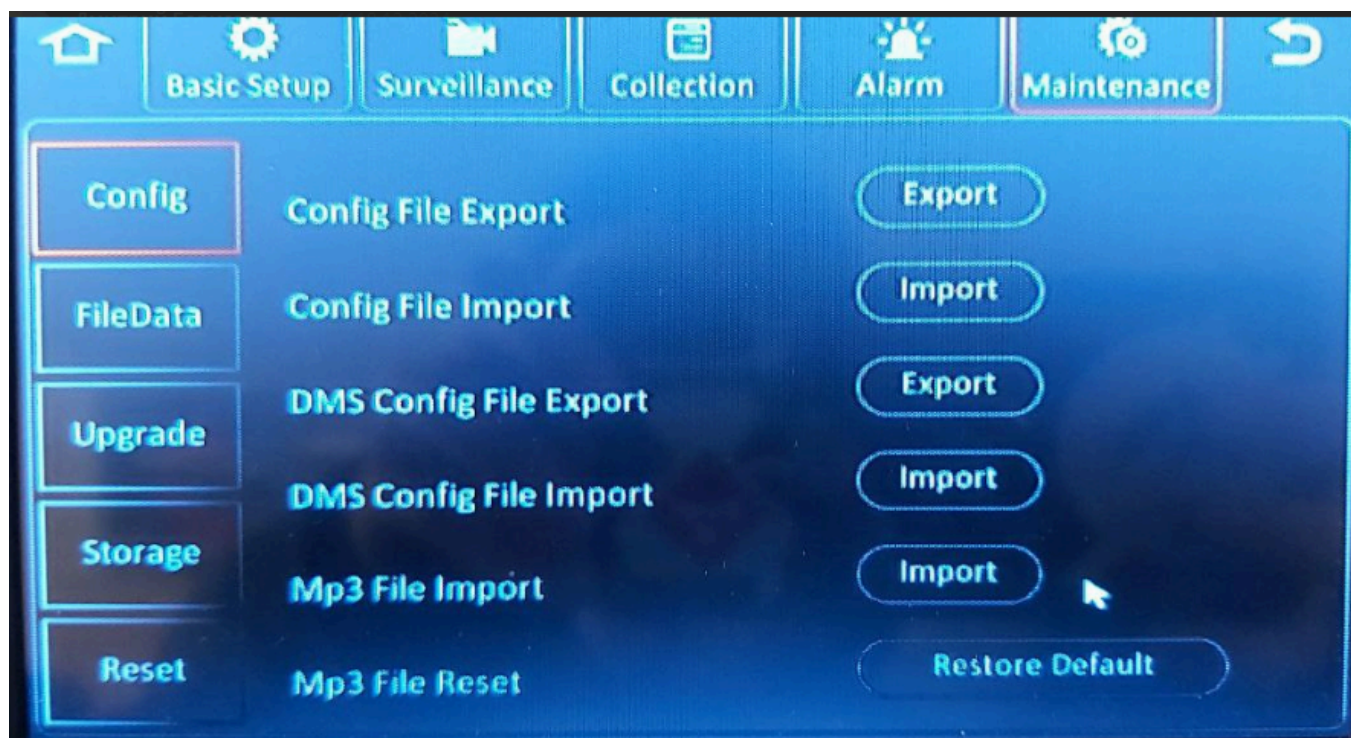 Basic Setup
Surveillance
Collection
Alarm
Maintenance
Config
Config File Export
Export
FileData
Config File Import
Import
DMS Config File Export
Export
Upgrade
DMS Config File Import
Import
Storage
Mp3 File Import
Import
Reset
Mp3 File Reset
Restore Default